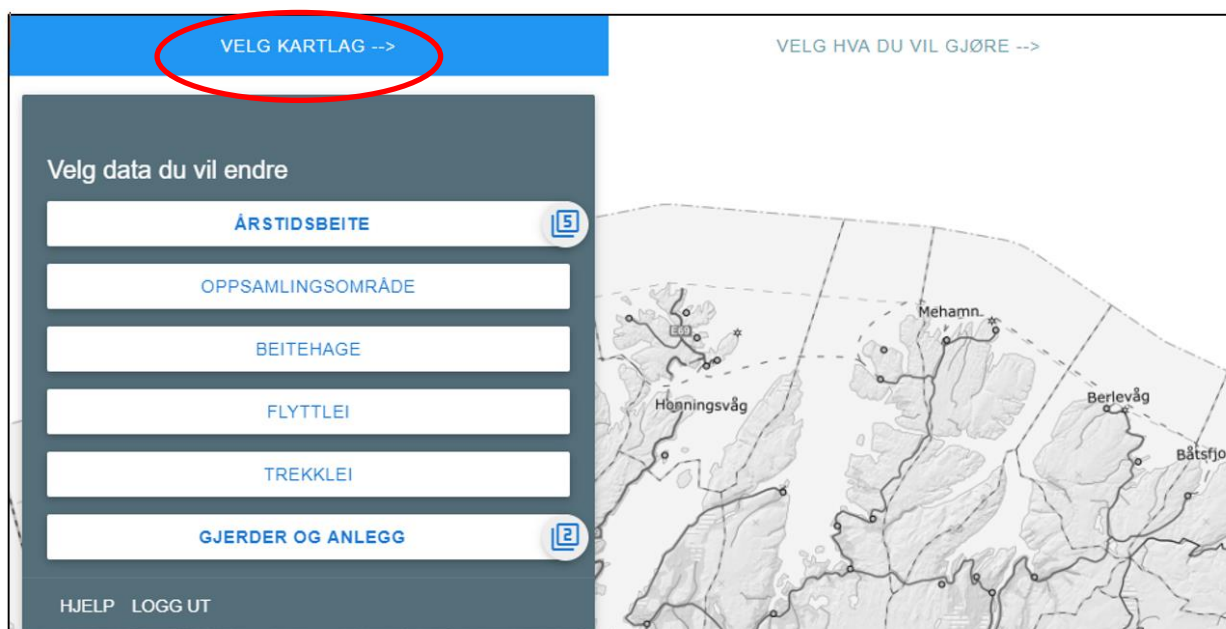 VELG KARTLAG -->
VELG HVA DU VIL GJØRE -->
Velg data du vil endre
ÅRSTIDSBEITE 5
OPPSAMLINGSOMRÅDE
BEITEHAGE
FLYTTLEI
TREKKLEI
GJERDER OG ANLEGG 2
HJELP LOGG UT
Mehamn
E69
Honningsvåg
Berlevåg
Båtsfjo